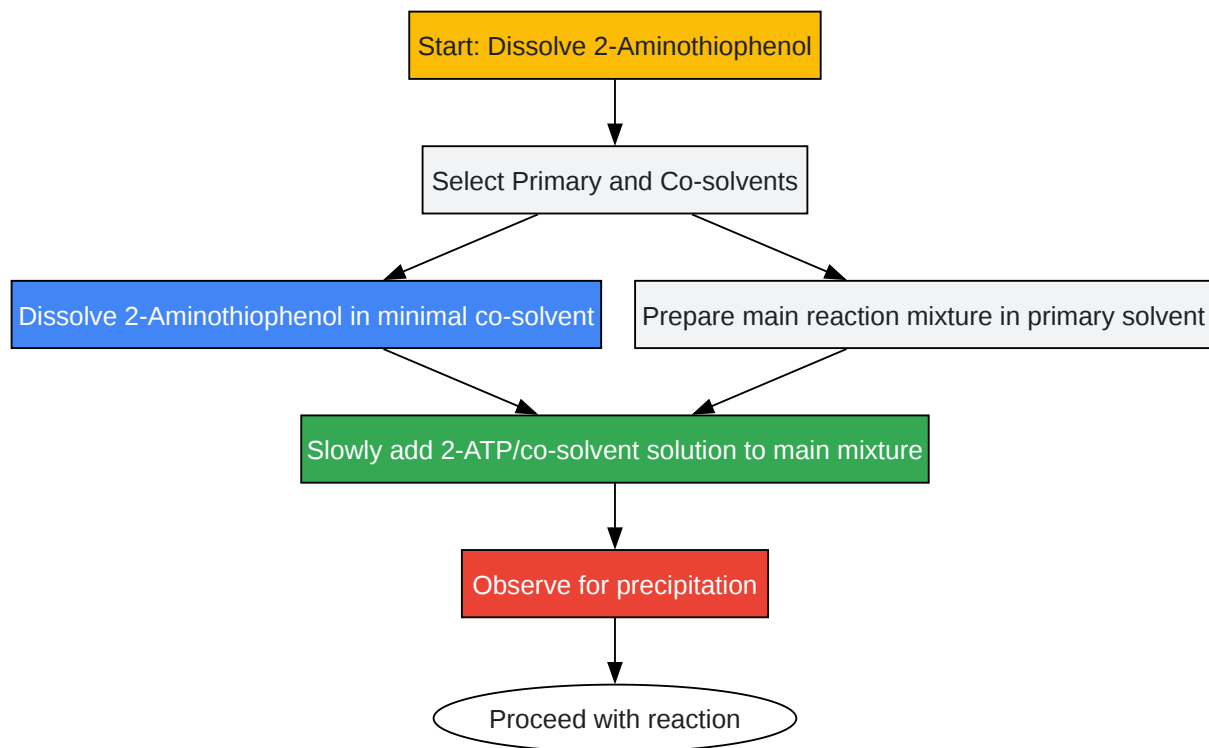 Start: Dissolve 2-Aminothiophenol
Select Primary and Co-solvents
Dissolve 2-Aminothiophenol in minimal co-solvent
Prepare main reaction mixture in primary solvent
Slowly add 2-ATP/co-solvent solution to main mixture
Observe for precipitation
Proceed with reaction